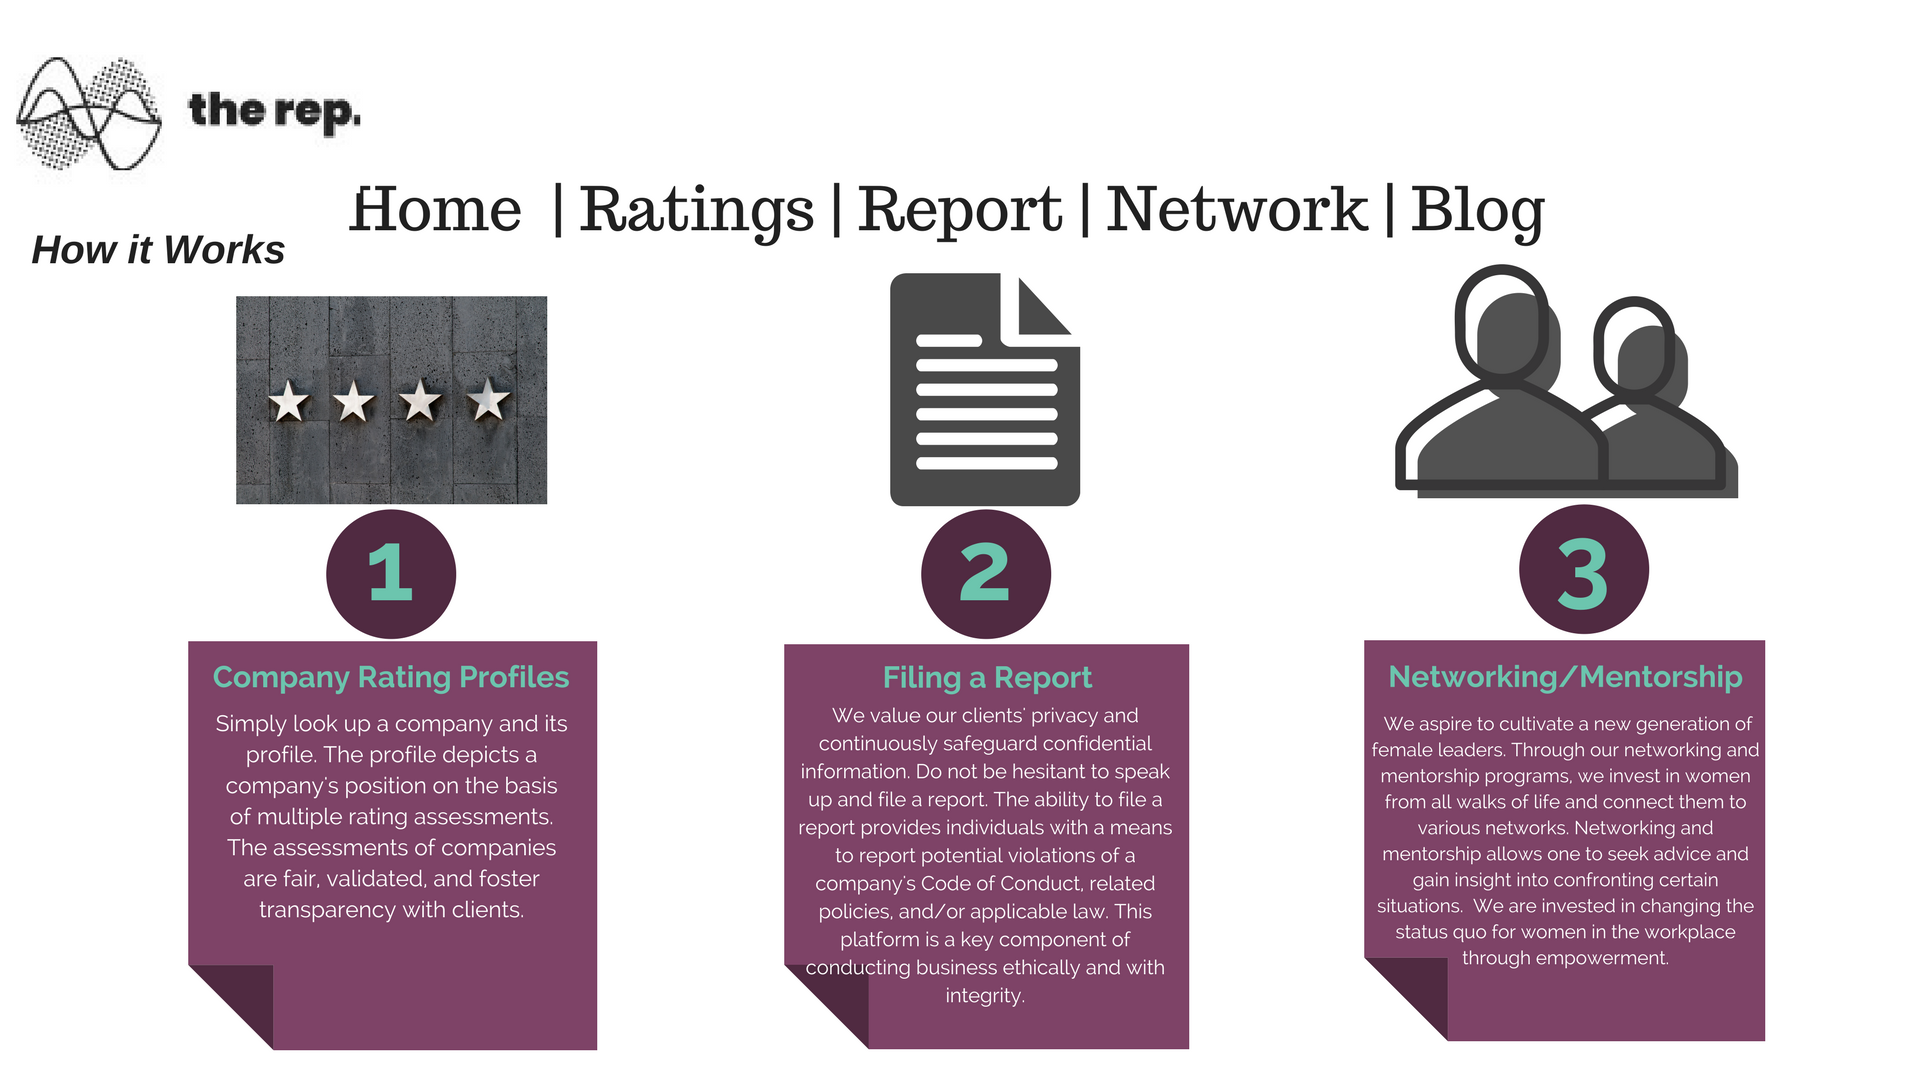 the rep.
Home | Ratings | Report | Network | Blog
How it Works
1
Company Rating Profiles
Simply look up a company and its
profile. The profile depicts a
company's position on the basis
of multiple rating assessments.
The assessments of companies
are fair, validated, and foster
transparency with clients.
2
Filing a Report
We value our clients' privacy and
continuously safeguard confidential
information. Do not be hesitant to speak
up and file a report. The ability to file a
report provides individuals with a means
to report potential violations of a
company's Code of Conduct, related
policies, and/or applicable law. This
platform is a key component of
conducting business ethically and with
integrity.
3
Networking/Mentorship
We aspire to cultivate a new generation of
female leaders. Through our networking and
mentorship programs, we invest in women
from all walks of life and connect them to
various networks. Networking and
mentorship allows one to seek advice and
gain insight into confronting certain
situations.  We are invested in changing the
status quo for women in the workplace
through empowerment.